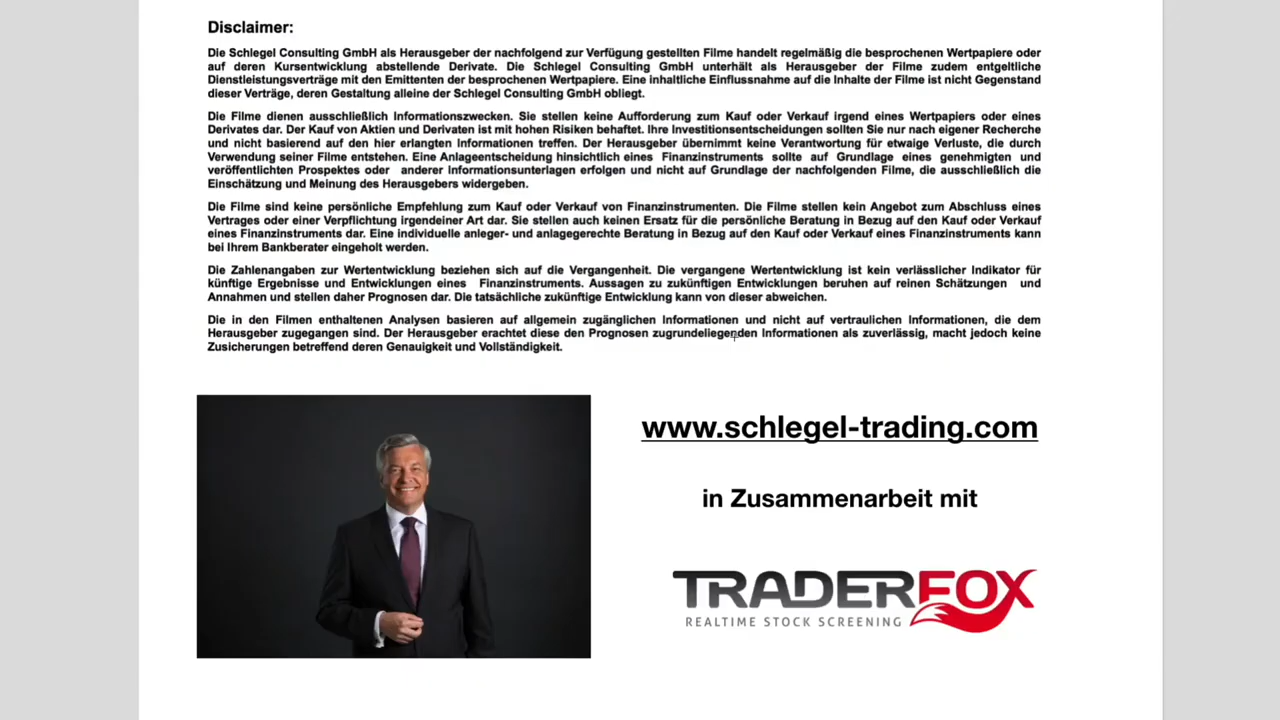 Disclaimer:
Die Schlegel Consulting GmbH als Herausgeber der nachfolgend zur Verfügung gestellten Filme handelt regelmäßig die besprochenen Wertpapiere oder
auf deren Kursentwicklung abstellende Derivate. Die Schlegel Consulting GmbH unterhält als Herausgeber der Filme zudem entgeltliche
Dienstleistungsverträge mit den Emittenten der besprochenen Wertpapiere. Eine inhaltliche Einflussnahme auf die Inhalte der Filme ist nicht Gegenstand
dieser Verträge, deren Gestaltung alleine der Schlegel Consulting GmbH obliegt.
Die Filme dienen ausschließlich Informationszwecken. Sie stellen keine Aufforderung zum Kauf oder Verkauf irgend eines Wertpapiers oder eines
Derivates dar. Der Kauf von Aktien und Derivaten ist mit hohen Risiken behaftet. Ihre Investitionsentscheidungen sollten Sie nur nach eigener Recherche
und nicht basierend auf den hier erlangten Informationen treffen. Der Herausgeber übernimmt keine Verantwortung für etwaige Verluste, die durch
Verwendung seiner Filme entstehen. Eine Anlageentscheidung hinsichtlich eines Finanzinstruments sollte auf Grundlage eines genehmigten und
veröffentlichten Prospektes oder anderer Informationsunterlagen erfolgen und nicht auf Grundlage der nachfolgenden Filme, die ausschließlich die
Einschätzung und Meinung des Herausgebers widergeben.
Die Filme sind keine persönliche Empfehlung zum Kauf oder Verkauf von Finanzinstrumenten. Die Filme stellen kein Angebot zum Abschluss eines
Vertrages oder einer Verpflichtung irgendeiner Art dar. Sie stellen auch keinen Ersatz für die persönliche Beratung in Bezug auf den Kauf oder Verkauf
eines Finanzinstruments dar. Eine individuelle anleger- und anlagegerechte Beratung in Bezug auf den Kauf oder Verkauf eines Finanzinstruments kann
bei Ihrem Bankberater eingeholt werden.
Die Zahlenangaben zur Wertentwicklung beziehen sich auf die Vergangenheit. Die vergangene Wertentwicklung ist kein verlässlicher Indikator für
künftige Ergebnisse und Entwicklungen eines Finanzinstruments. Aussagen zu zukünftigen Entwicklungen beruhen auf reinen Schätzungen und
Annahmen und stellen daher Prognosen dar. Die tatsächliche zukünftige Entwicklung kann von dieser abweichen.
Die in den Filmen enthaltenen Analysen basieren auf allgemein zugänglichen Informationen und nicht auf vertraulichen Informationen, die dem
Herausgeber zugegangen sind. Der Herausgeber erachtet diese den Prognosen zugrundeliegenden Informationen als zuverlässig, macht jedoch keine
Zusicherungen betreffend deren Genauigkeit und Vollständigkeit.
www.schlegel-trading.com
in Zusammenarbeit mit
TRADERFOX
REALTIME STOCK SCREENING